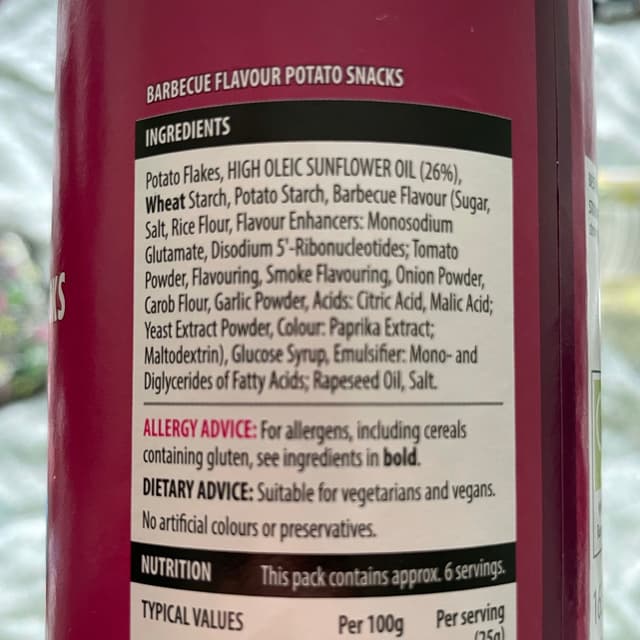 BARBECUE FLAVOUR POTATO SNACKS
INGREDIENTS
Potato Flakes, HIGH OLEIC SUNFLOWER OIL (26%),
Wheat Starch, Potato Starch, Barbecue Flavour (Sugar,
Salt, Rice Flour, Flavour Enhancers: Monosodium
Glutamate, Disodium 5'-Ribonucleotides; Tomato
Powder, Flavouring, Smoke Flavouring, Onion Powder,
Carob Flour, Garlic Powder, Acids: Citric Acid, Malic Acid;
Yeast Extract Powder, Colour: Paprika Extract;
Maltodextrin), Glucose Syrup, Emulsifier: Mono- and
Diglycerides of Fatty Acids; Rapeseed Oil, Salt.
ALLERGY ADVICE: For allergens, including cereals
containing gluten, see ingredients in bold.
DIETARY ADVICE: Suitable for vegetarians and vegans.
No artificial colours or preservatives.
NUTRITION This pack contains approx. 6 servings.
TYPICAL VALUES Per 100g Per serving
(25g)